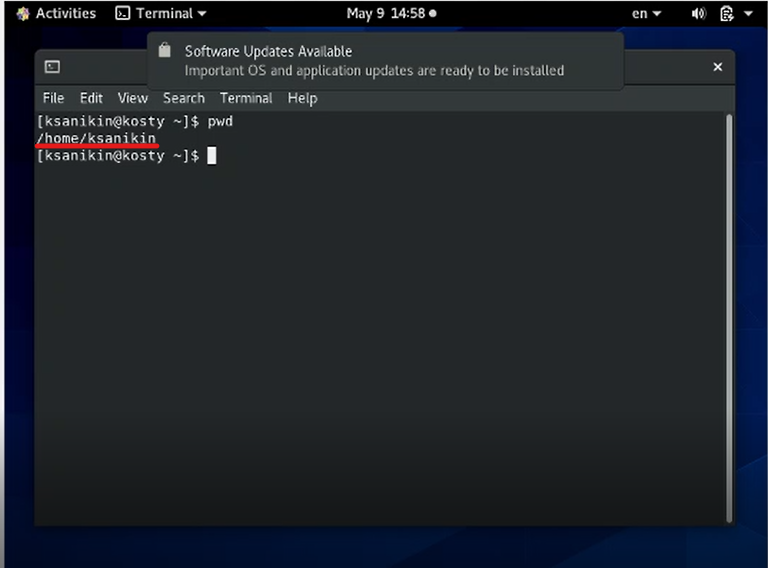 Activities Terminal May 9 14:58 en
Software Updates Available
Important OS and application updates are ready to be installed
File Edit View Search Terminal Help
[ksanikin@kosty ~]$ pwd
/home/ksanikin
[ksanikin@kosty ~]$